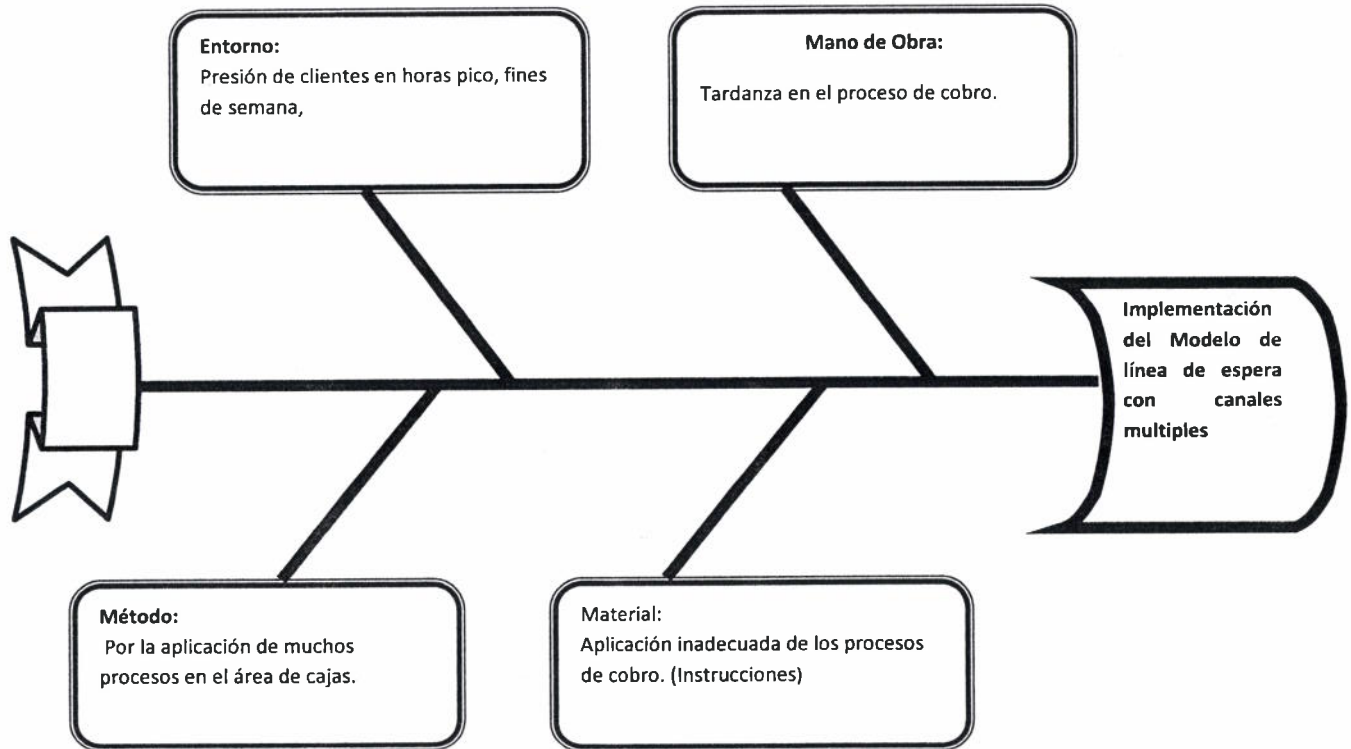 Entorno:
Presión de clientes en horas pico, fines
de semana,
Mano de Obra:
Tardanza en el proceso de cobro.
Implementación
del Modelo de
línea de espera
con canales
multiples
Método:
Por la aplicación de muchos
procesos en el área de cajas.
Material:
Aplicación inadecuada de los procesos
de cobro. (Instrucciones)